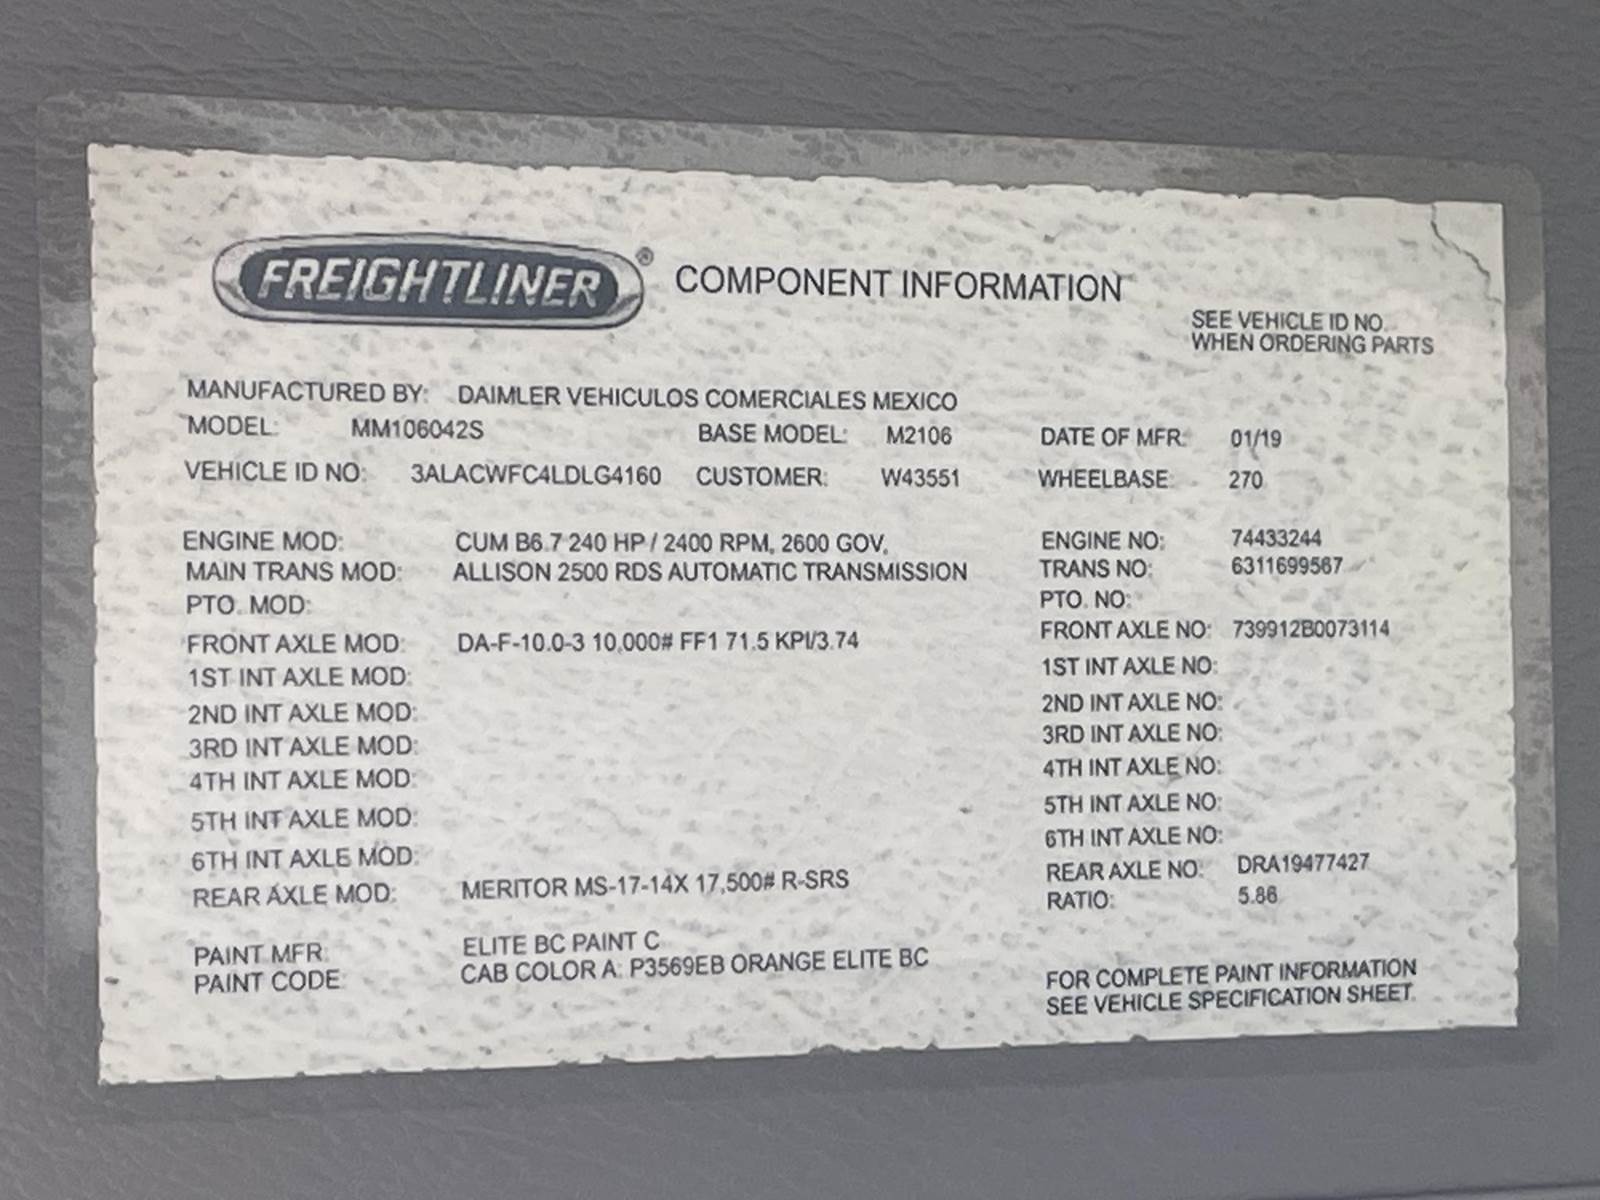 FREIGHTLINER® COMPONENT INFORMATION
SEE VEHICLE ID NO.
WHEN ORDERING PARTS
MANUFACTURED BY: DAIMLER VEHICULOS COMERCIALES MEXICO
MODEL: MM106042S BASE MODEL: M2106 DATE OF MFR: 01/19
VEHICLE ID NO: 3ALACWFC4LDLG4160 CUSTOMER: W43551 WHEELBASE: 270
ENGINE MOD: CUM B6.7 240 HP / 2400 RPM, 2600 GOV, ENGINE NO: 74433244
MAIN TRANS MOD: ALLISON 2500 RDS AUTOMATIC TRANSMISSION TRANS NO: 6311699567
PTO. MOD: PTO. NO:
FRONT AXLE MOD: DA-F-10.0-3 10,000# FF1 71.5 KPI/3.74 FRONT AXLE NO: 739912B0073114
1ST INT AXLE MOD: 1ST INT AXLE NO:
2ND INT AXLE MOD: 2ND INT AXLE NO:
3RD INT AXLE MOD: 3RD INT AXLE NO:
4TH INT AXLE MOD: 4TH INT AXLE NO:
5TH INT AXLE MOD: 5TH INT AXLE NO:
6TH INT AXLE MOD: 6TH INT AXLE NO:
REAR AXLE MOD: MERITOR MS-17-14X 17,500# R-SRS REAR AXLE NO: DRA19477427
RATIO: 5.86
PAINT MFR: ELITE BC PAINT C
PAINT CODE: CAB COLOR A: P3569EB ORANGE ELITE BC
FOR COMPLETE PAINT INFORMATION
SEE VEHICLE SPECIFICATION SHEET.